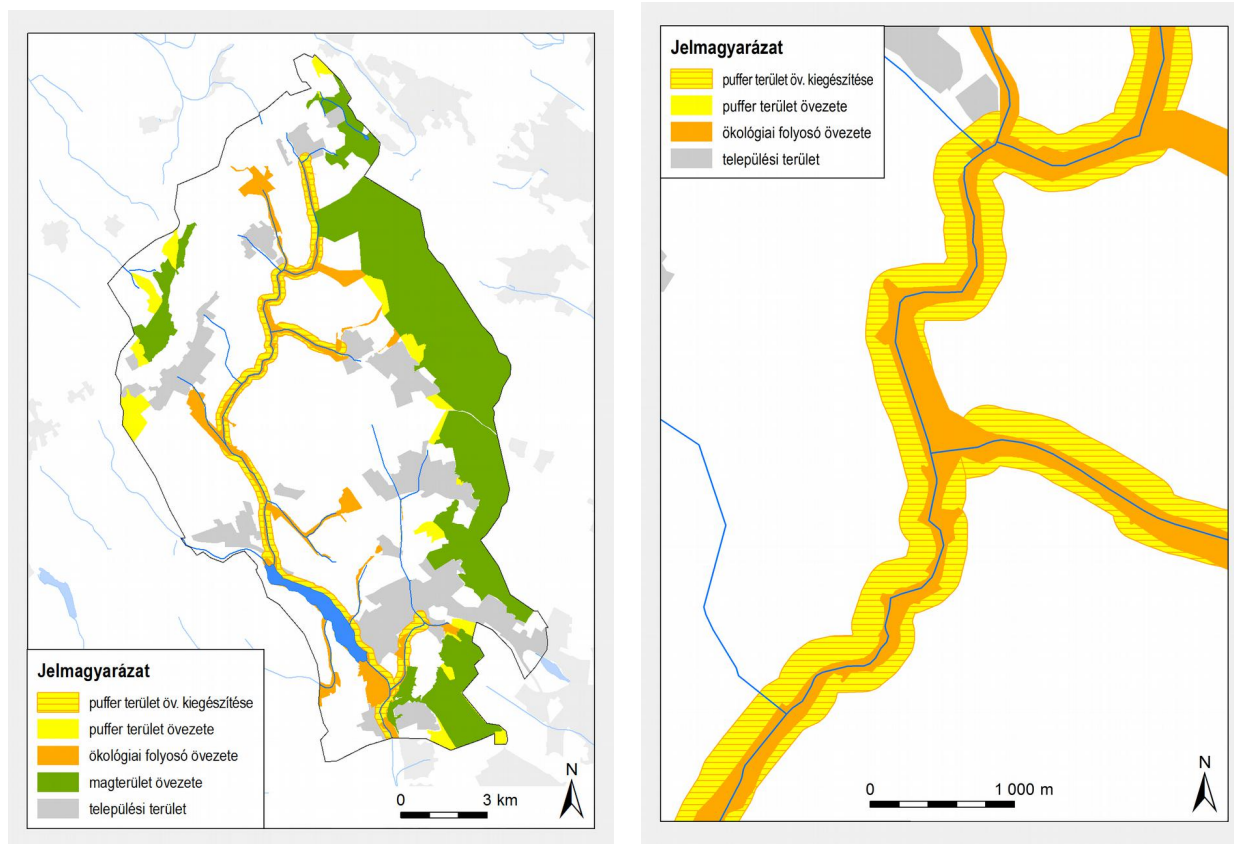 Jelmagyarázat
puffer terület öv. kiegészítése
puffer terület övezete
ökológiai folyosó övezete
magterület övezete
települési terület
0 3 km
N
Jelmagyarázat
puffer terület öv. kiegészítése
puffer terület övezete
ökológiai folyosó övezete
települési terület
0 1 000 m
N